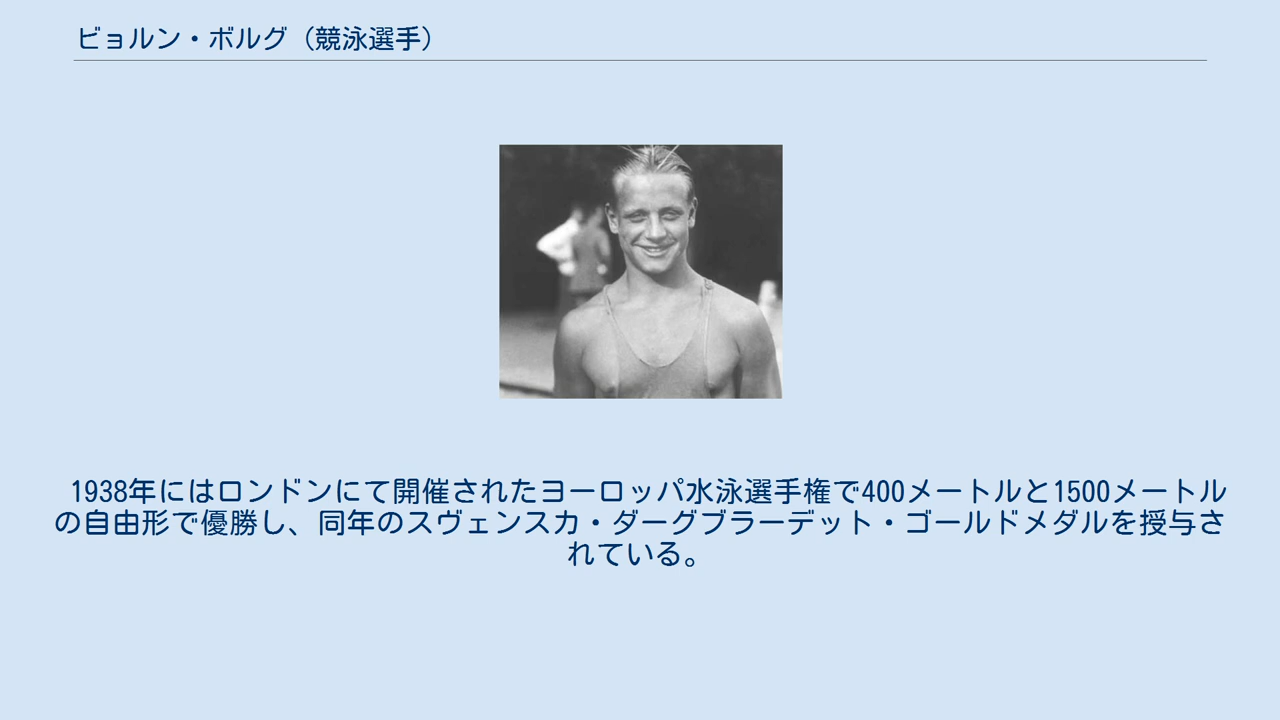 ビョルン・ボルグ（競泳選手）
1938年にはロンドンにて開催されたヨーロッパ水泳選手権で400メートルと1500メートル
の自由形で優勝し、同年のスヴェンスカ・ダーグブラーデット・ゴールドメダルを授与さ
れている。